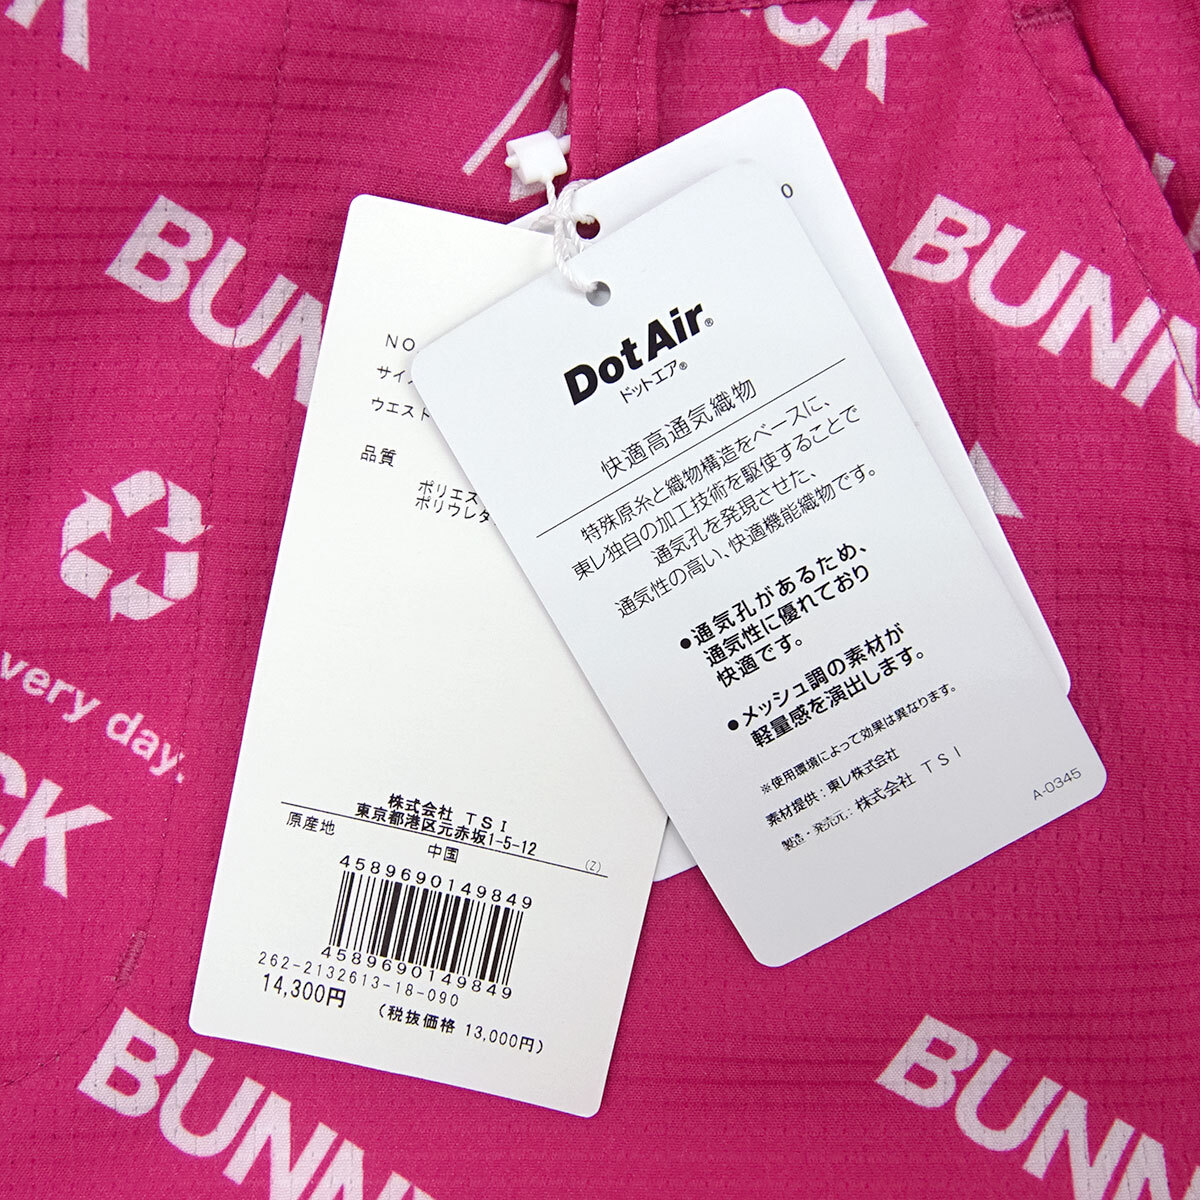 BUNN
BUNN
CK
very day.
CK
BUNN
BUNN
NO
サイ
ウエスト
品質
ポリエス
ポリウレタ
株式会社 TSI
東京都港区元赤坂1-5-12
原産地
中国
(Z)
4589690149849
4589690149849
262-2132613-18-090
14,300円
(税抜価格 13,000円)
0
DotAir®
ドットエア®
快適高通気織物
特殊原糸と織物構造をベースに、
東レ独自の加工技術を駆使することで
通気孔を発現させた、
通気性の高い、快適機能織物です。
●通気孔があるため、
通気性に優れており
快適です。
●メッシュ調の素材が
軽量感を演出します。
※使用環境によって効果は異なります。
素材提供:東レ株式会社
製造・発売元:株式会社 TSI
A-0345